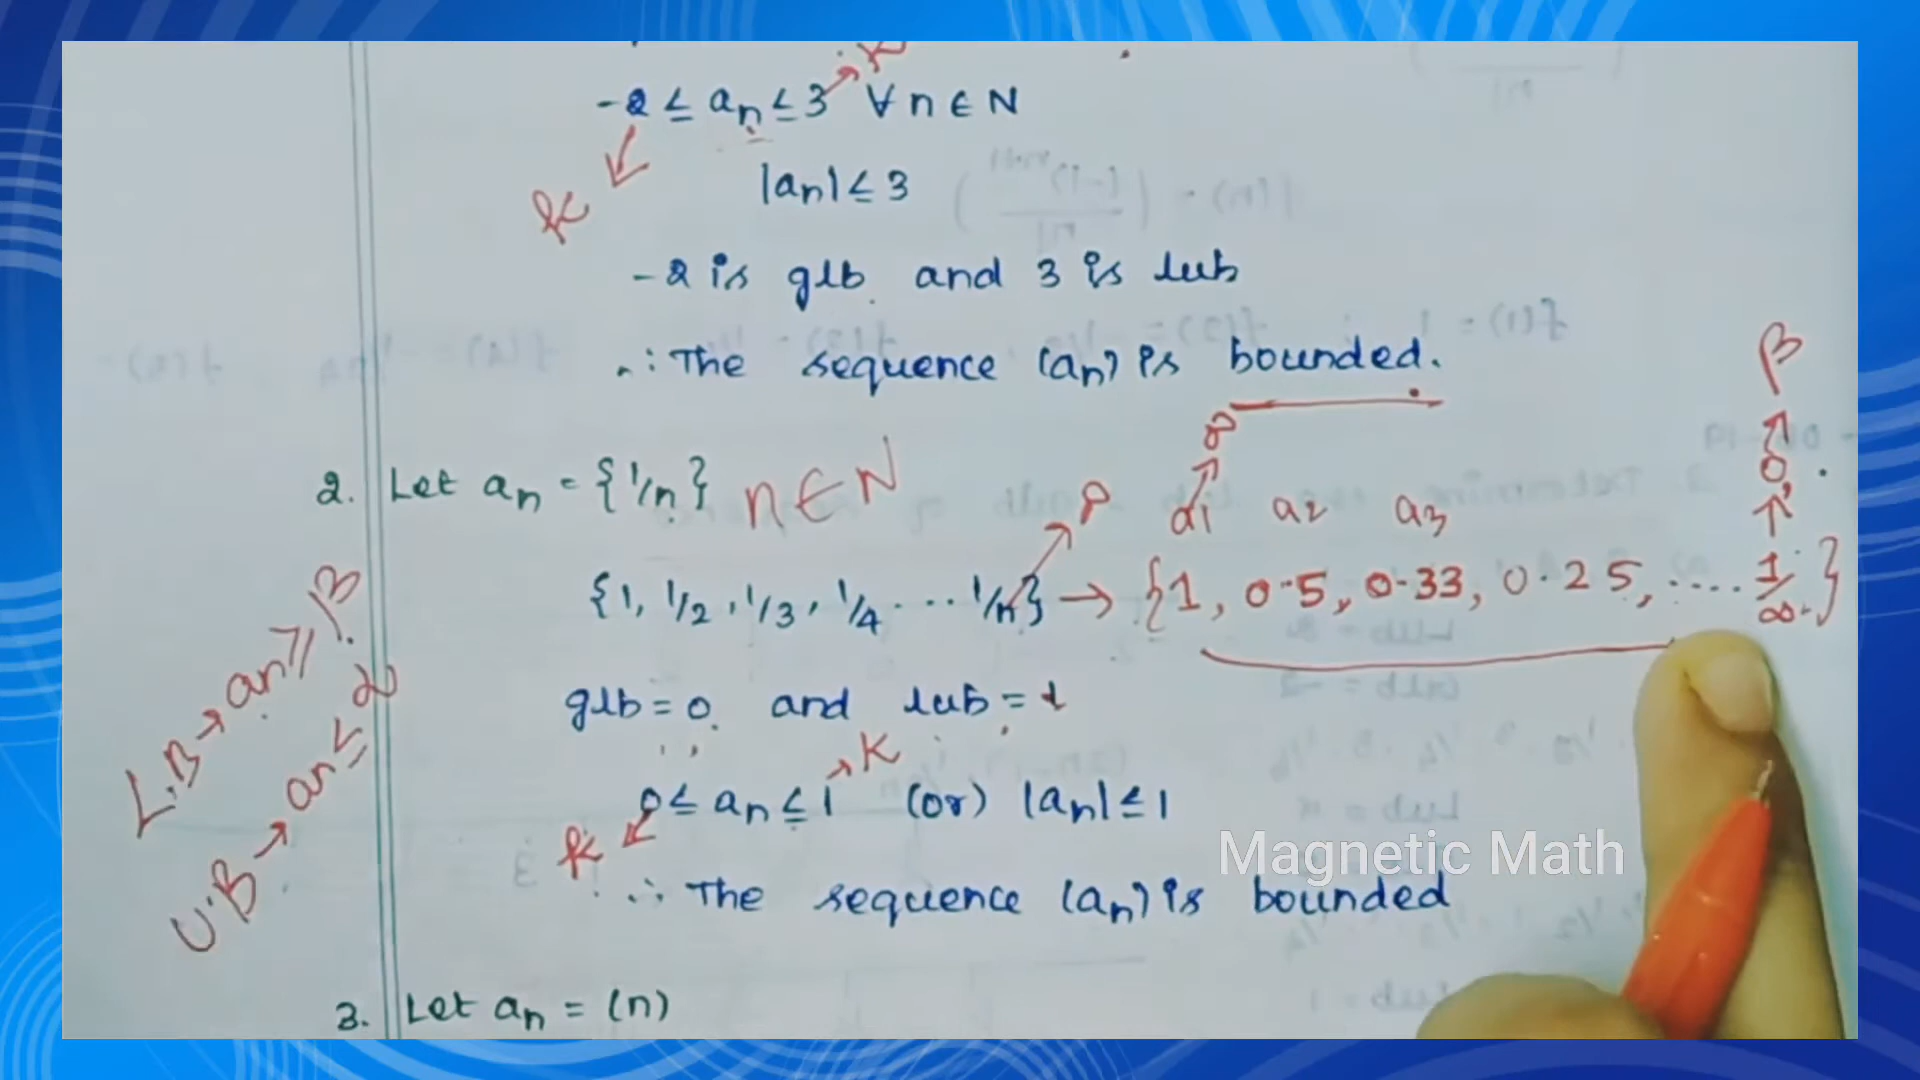 -2 ≤ an ≤ 3 ∀ n ∈ N
k
|an| ≤ 3
k
-2 is glb and 3 is lub
∴ The sequence (an) is bounded.
β
2. Let an = {1/n} n ∈ N
0
a1 a2 a3
{1, 1/2, 1/3, 1/4 ... 1/n} → {1, 0.5, 0.33, 0.25, .... 1/∞.}
L.B → an ≥ β
U.B → an ≤ α
glb = 0 and lub = 1
k
0 ≤ an ≤ 1 (or) |an| ≤ 1
k
Magnetic Math
∴ The sequence (an) is bounded
3. Let an = (n)